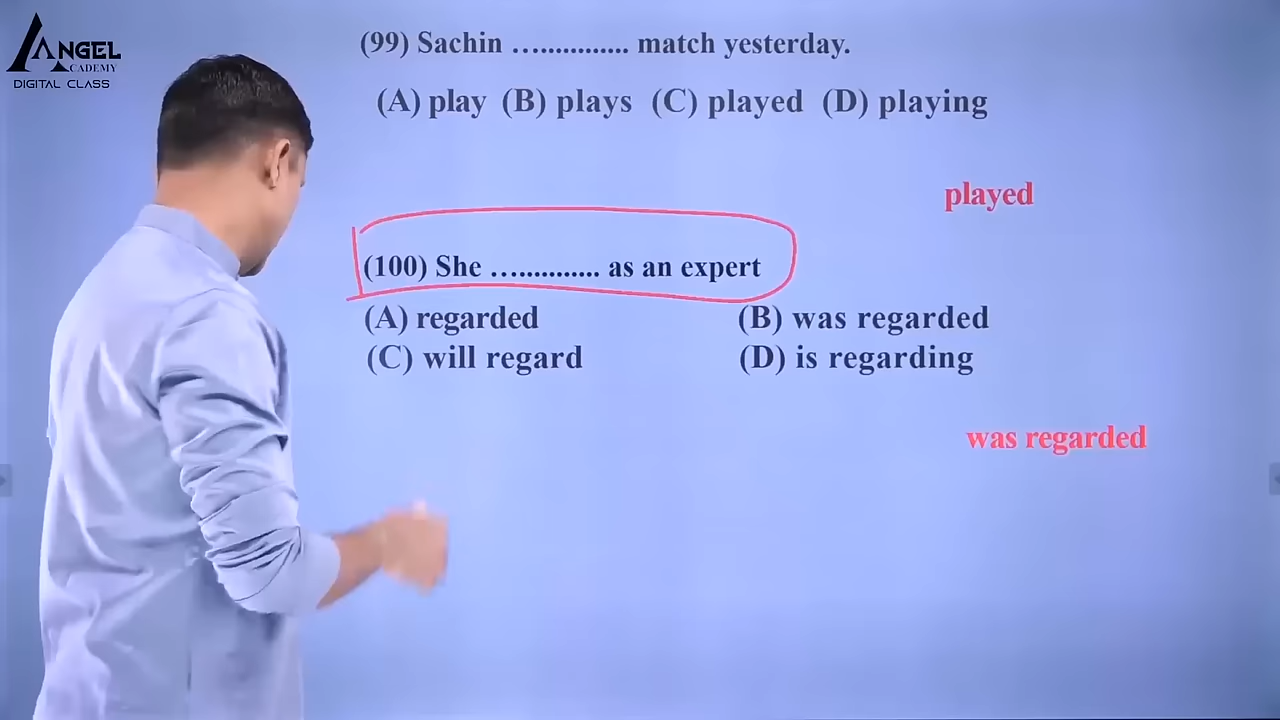 ANGEL
ACADEMY
DIGITAL CLASS
(99) Sachin …............. match yesterday.
(A) play (B) plays (C) played (D) playing
played
(100) She …............ as an expert
(A) regarded (B) was regarded
(C) will regard (D) is regarding
was regarded